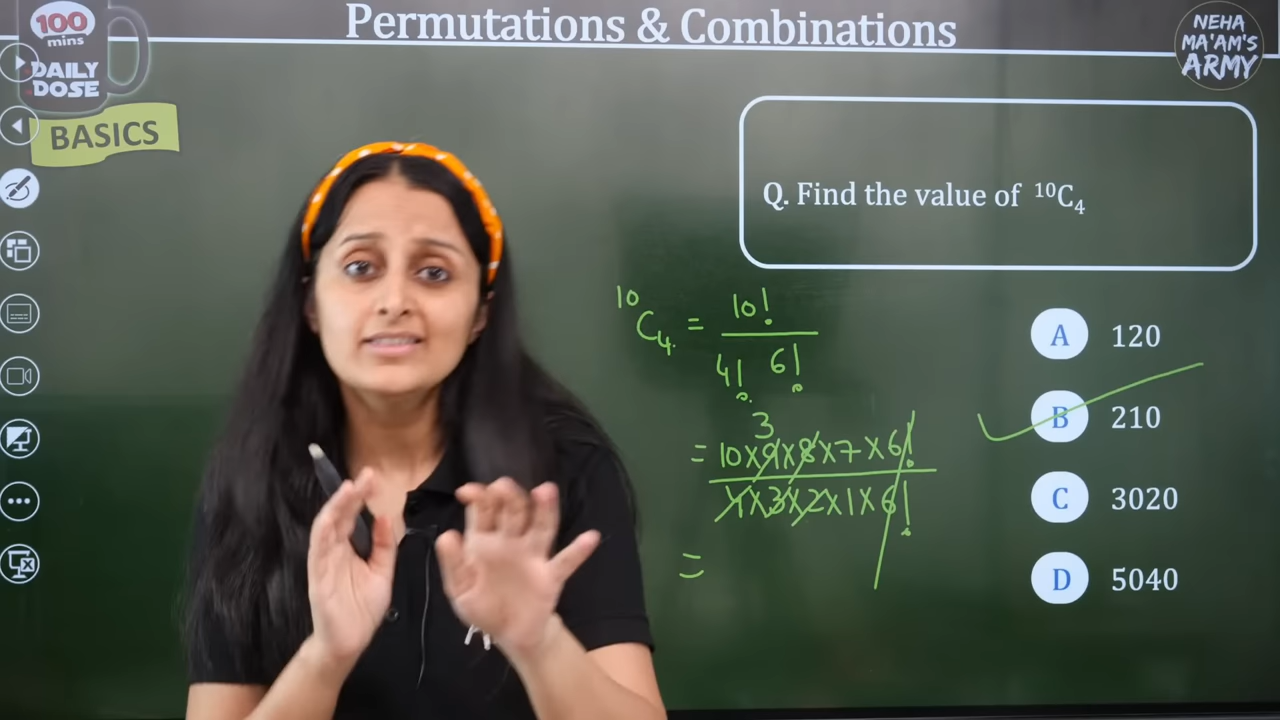 100
mins
DAILY
DOSE
Permutations & Combinations
NEHA
MA'AM'S
ARMY
BASICS
Q. Find the value of ¹⁰C₄
¹⁰C₄. = 10!
4! 6!
3
= 10×9×8×7×6!
4×3×2×1×6!
=
A 120
B 210
C 3020
D 5040